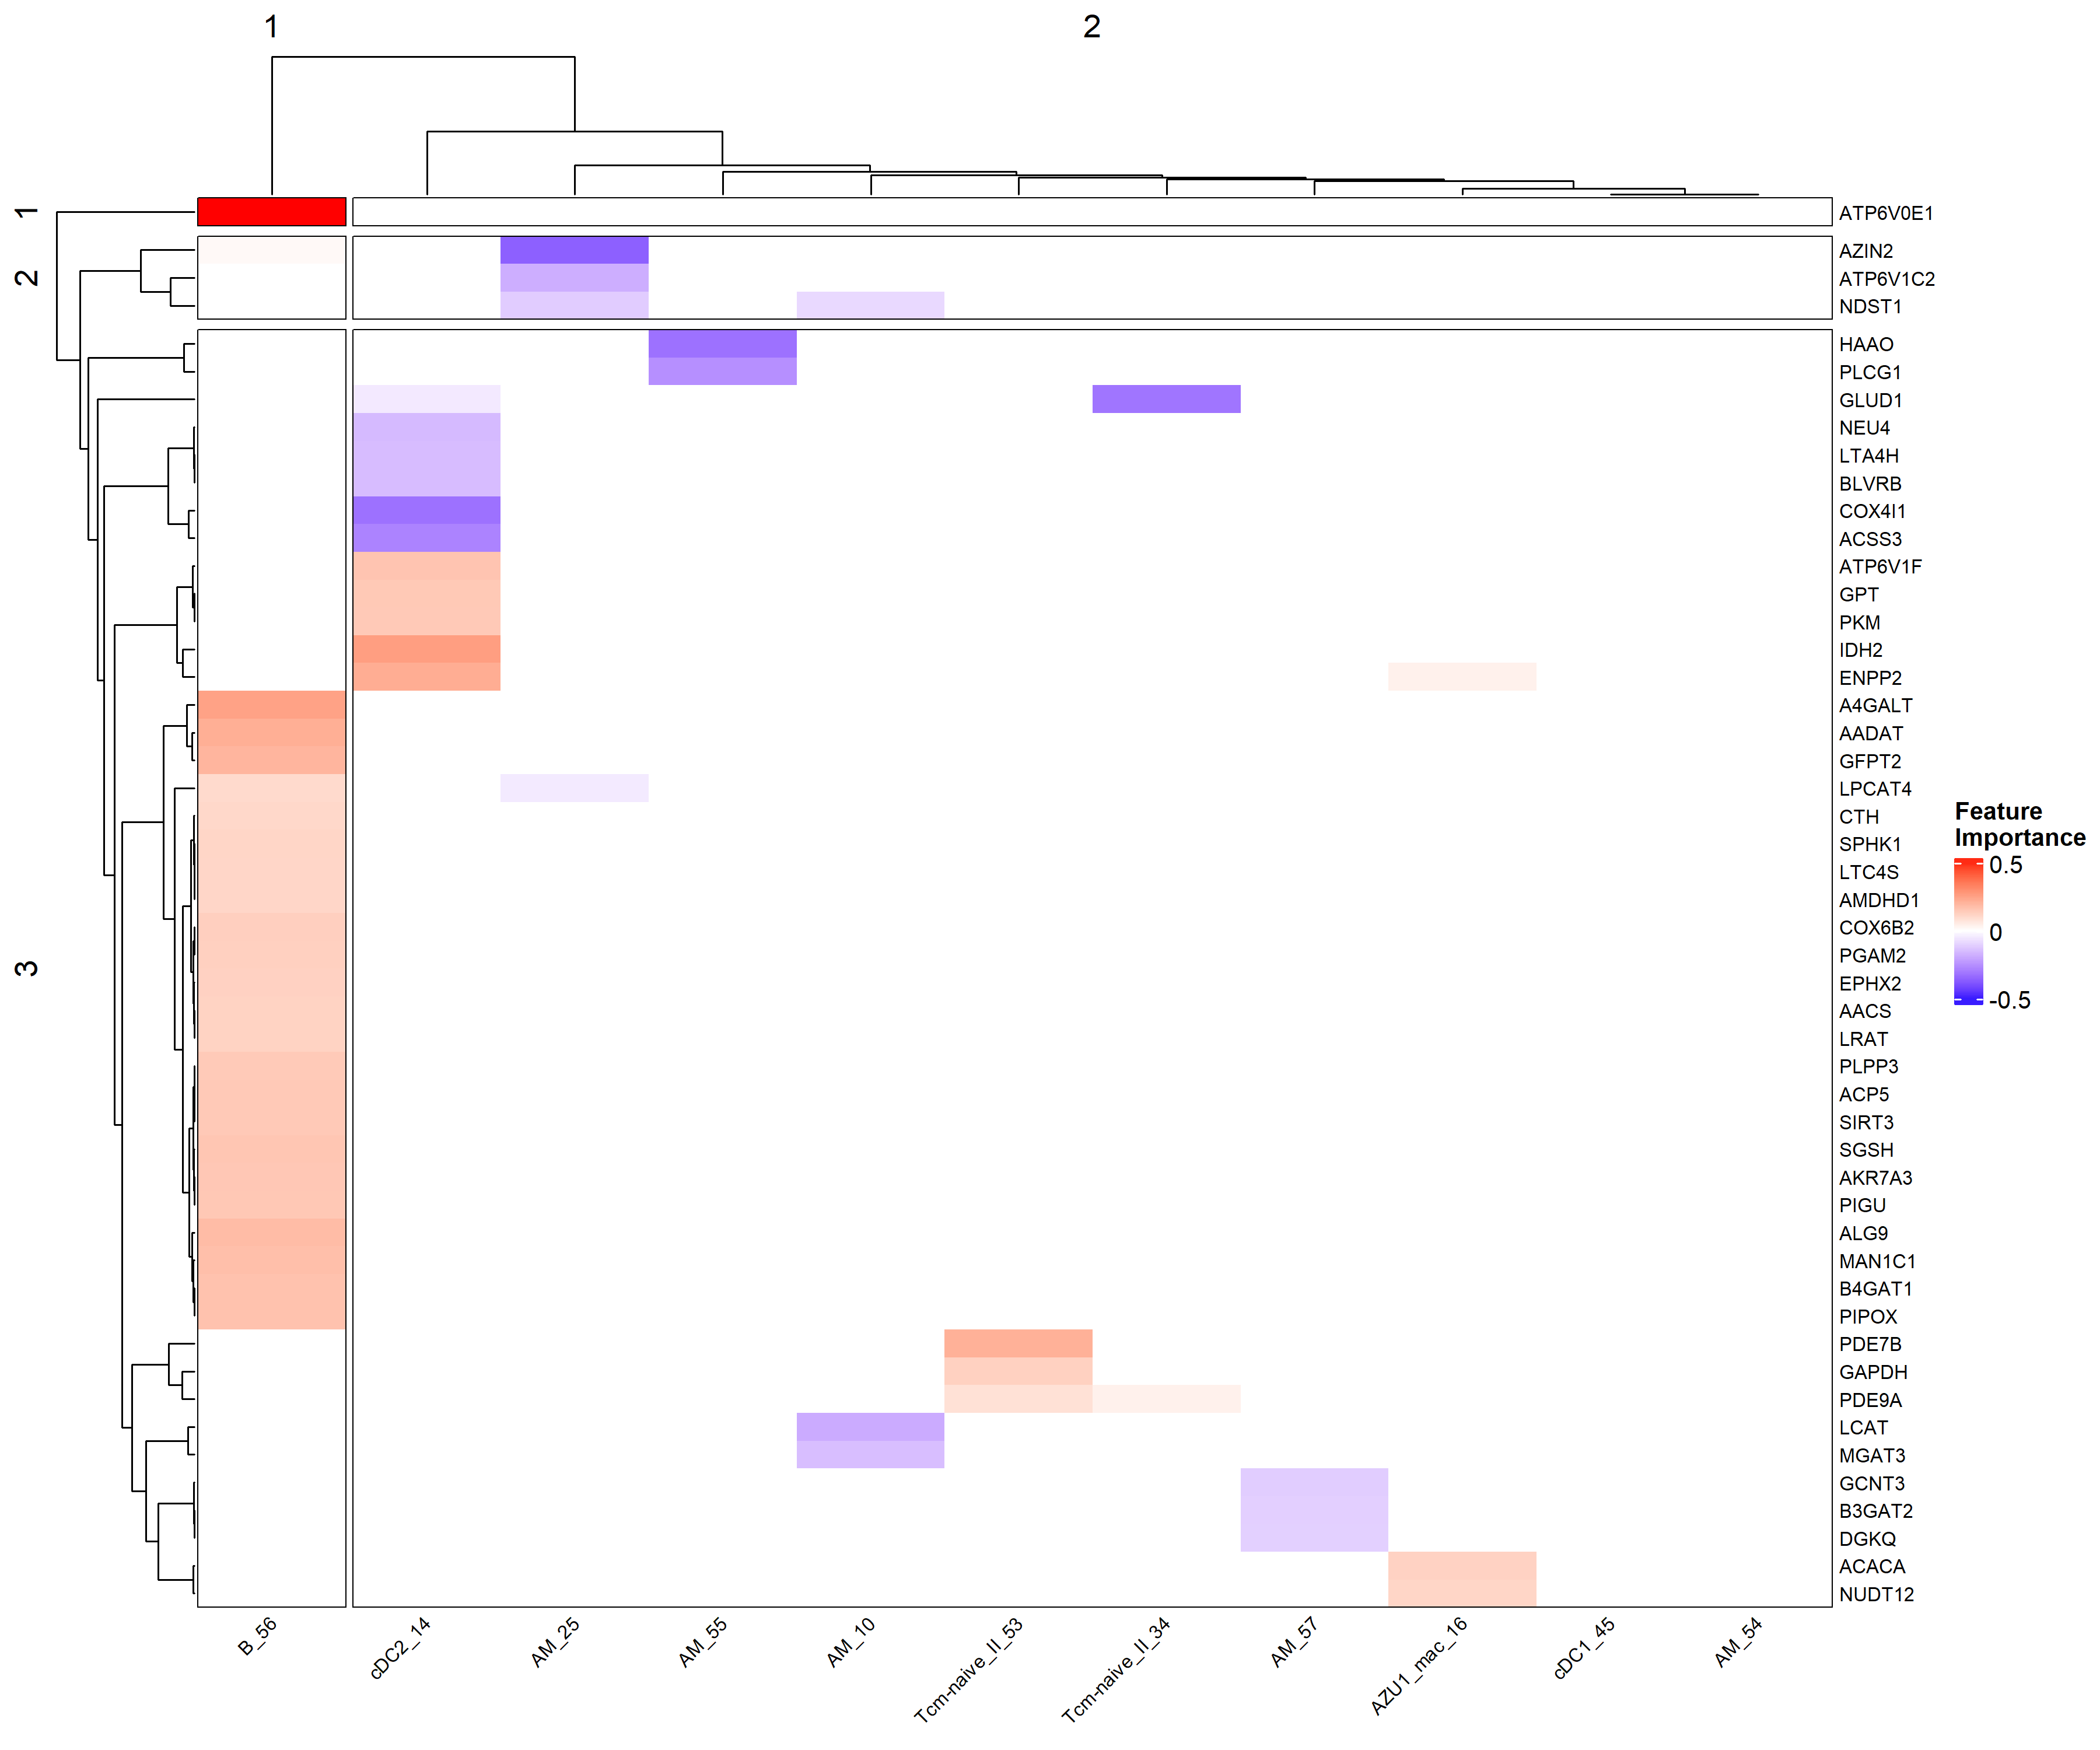 1
2
1
2
3
ATP6V0E1
AZIN2
ATP6V1C2
NDST1
HAAO
PLCG1
GLUD1
NEU4
LTA4H
BLVRB
COX4I1
ACSS3
ATP6V1F
GPT
PKM
IDH2
ENPP2
A4GALT
AADAT
GFPT2
LPCAT4
CTH
SPHK1
LTC4S
AMDHD1
COX6B2
PGAM2
EPHX2
AACS
LRAT
PLPP3
ACP5
SIRT3
SGSH
AKR7A3
PIGU
ALG9
MAN1C1
B4GAT1
PIPOX
PDE7B
GAPDH
PDE9A
LCAT
MGAT3
GCNT3
B3GAT2
DGKQ
ACACA
NUDT12
B_56
cDC2_14
AM_25
AM_55
AM_10
Tcm-naive_II_53
Tcm-naive_II_34
AM_57
AZU1_mac_16
cDC1_45
AM_54
Feature
Importance
0.5
0
-0.5